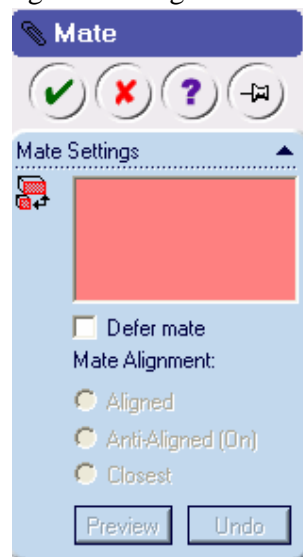 Mate
?
Mate Settings
Defer mate
Mate Alignment:
Aligned
Anti-Aligned (On)
Closest
Preview Undo